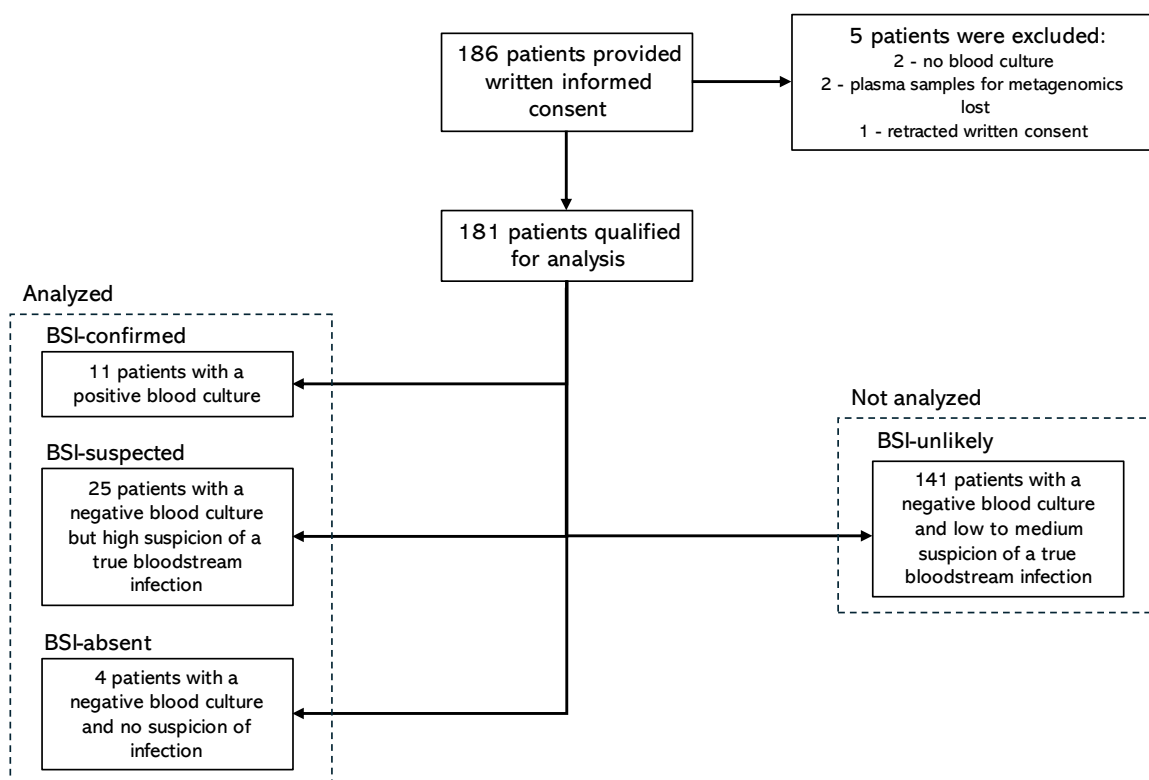 186 patients provided
written informed
consent
5 patients were excluded:
2 - no blood culture
2 - plasma samples for metagenomics
lost
1 - retracted written consent
181 patients qualified
for analysis
Analyzed
BSI-confirmed
11 patients with a
positive blood culture
BSI-suspected
25 patients with a
negative blood culture
but high suspicion of a
true bloodstream
infection
BSI-absent
4 patients with a
negative blood culture
and no suspicion of
infection
Not analyzed
BSI-unlikely
141 patients with a
negative blood culture
and low to medium
suspicion of a true
bloodstream infection